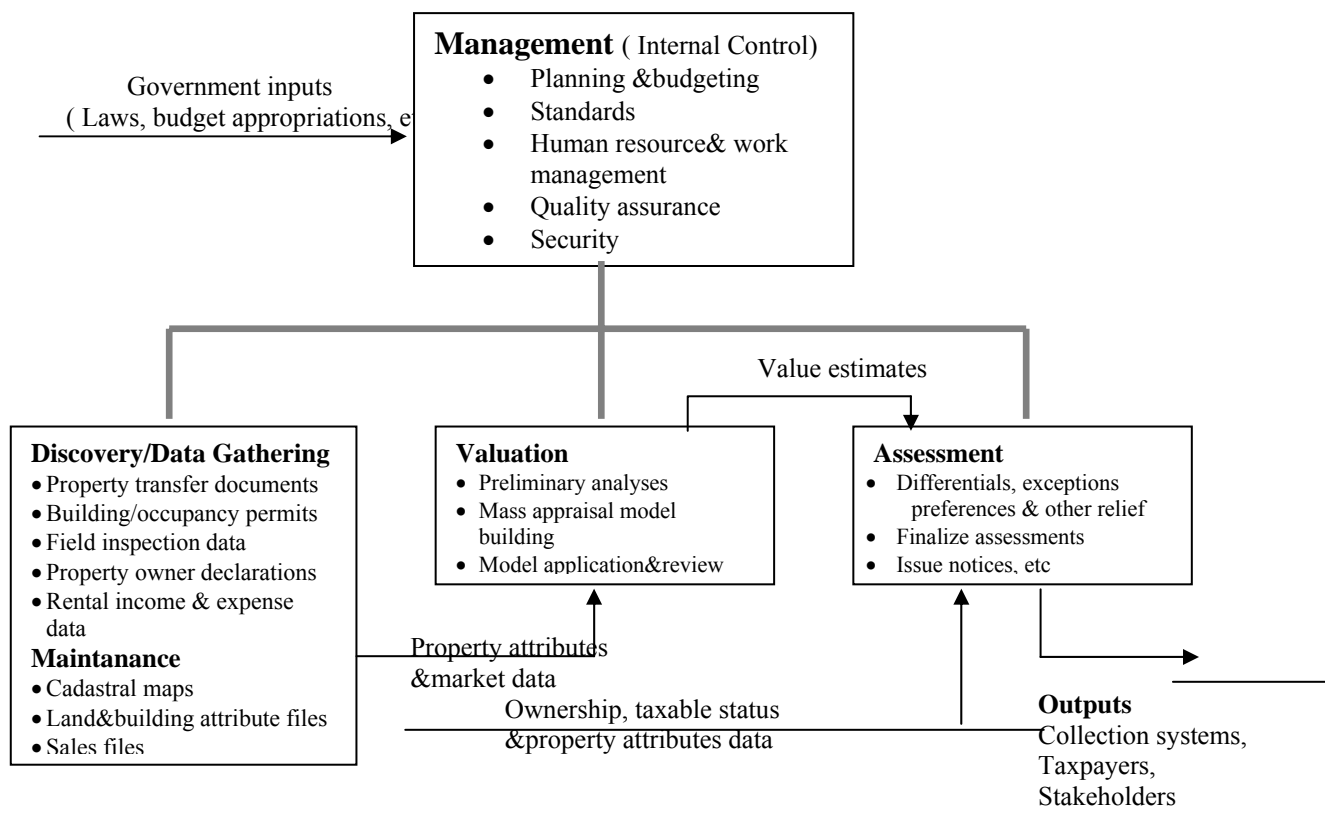 Management ( Internal Control)
• Planning &budgeting
• Standards
• Human resource& work
management
• Quality assurance
• Security
Government inputs
( Laws, budget appropriations, et
Value estimates
Discovery/Data Gathering
• Property transfer documents
• Building/occupancy permits
• Field inspection data
• Property owner declarations
• Rental income & expense
data
Maintanance
• Cadastral maps
• Land&building attribute files
• Sales files
Valuation
• Preliminary analyses
• Mass appraisal model
building
• Model application&review
Assessment
• Differentials, exceptions
preferences & other relief
• Finalize assessments
• Issue notices, etc
Property attributes
&market data
Ownership, taxable status
&property attributes data
Outputs
Collection systems,
Taxpayers,
Stakeholders